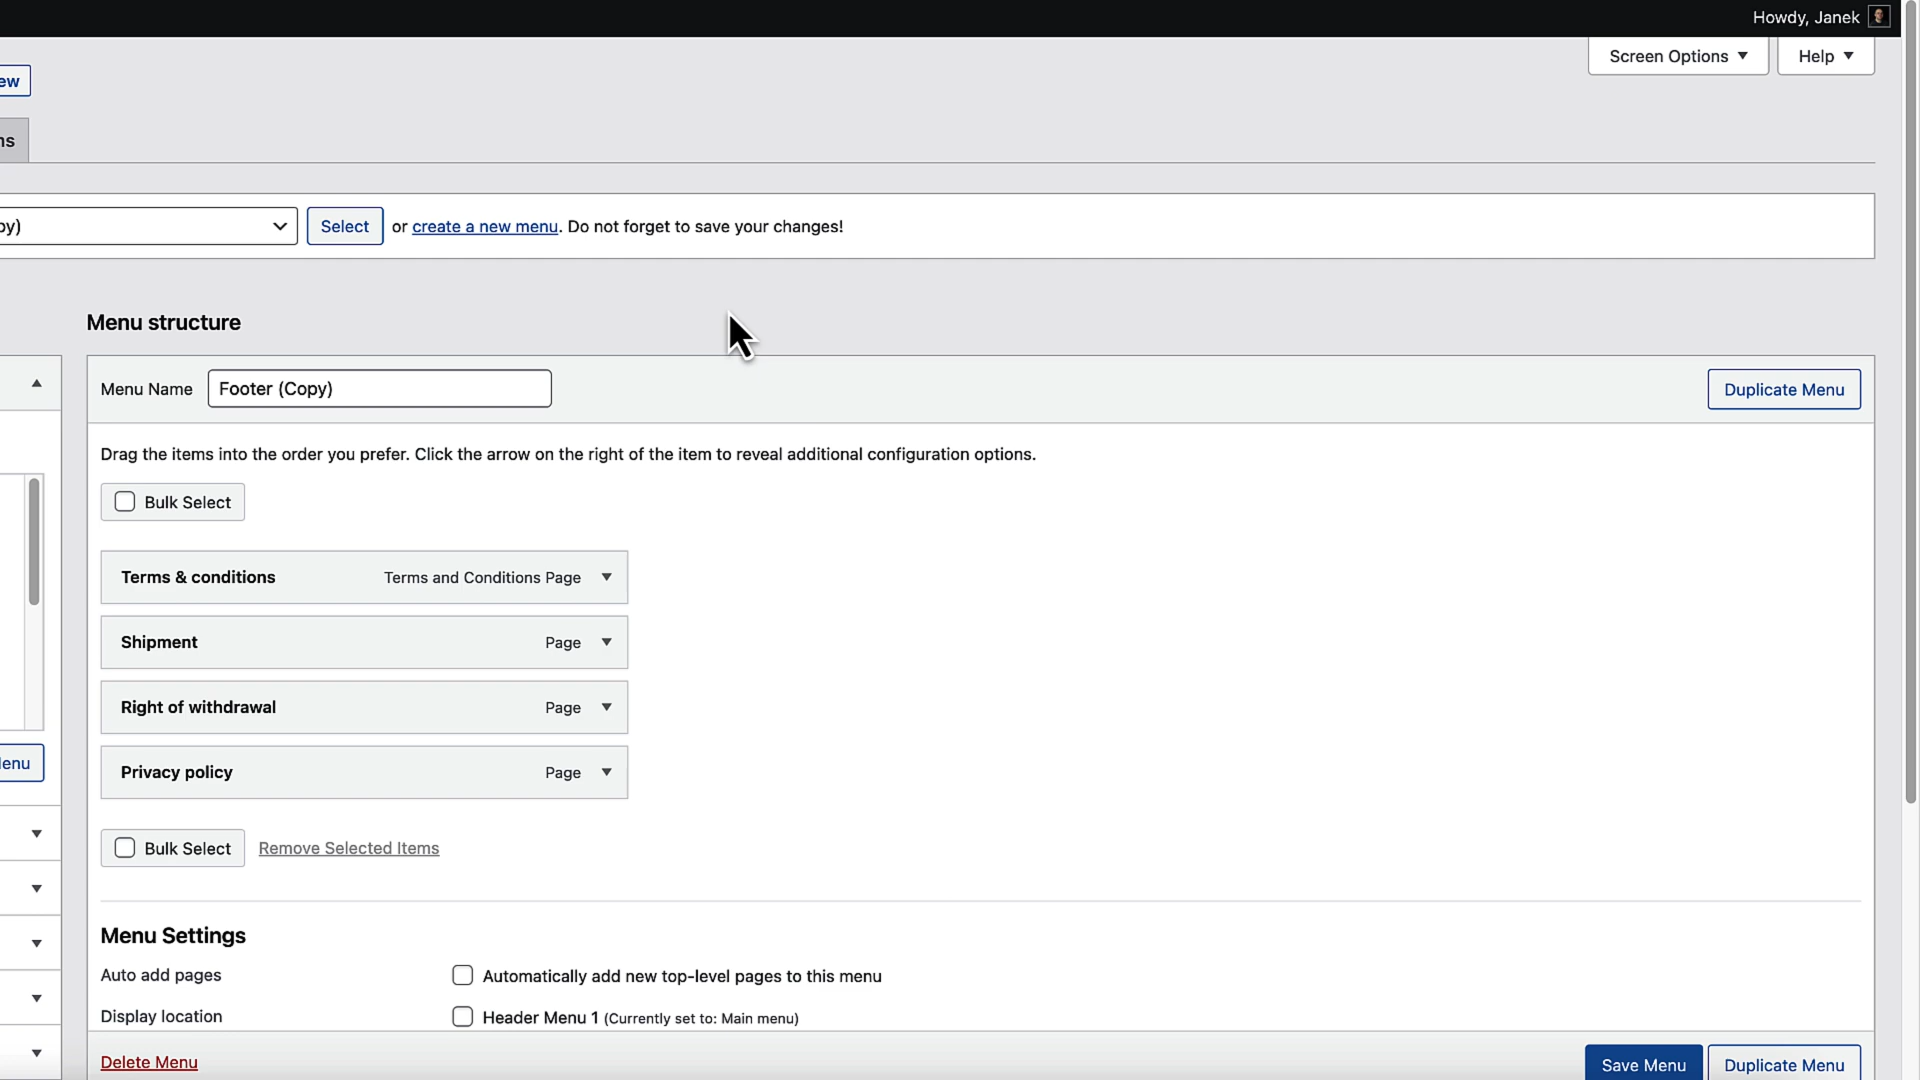 Howdy, Janek
Screen Options ▼
Help ▼
ew
ns
py)
Select or create a new menu. Do not forget to save your changes!
Menu structure
Menu Name Footer (Copy)
Duplicate Menu
Drag the items into the order you prefer. Click the arrow on the right of the item to reveal additional configuration options.
Bulk Select
Terms & conditions Terms and Conditions Page ▼
Shipment Page ▼
Right of withdrawal Page ▼
enu
Privacy policy Page ▼
Bulk Select Remove Selected Items
Menu Settings
Auto add pages Automatically add new top-level pages to this menu
Display location Header Menu 1 (Currently set to: Main menu)
Delete Menu
Save Menu Duplicate Menu